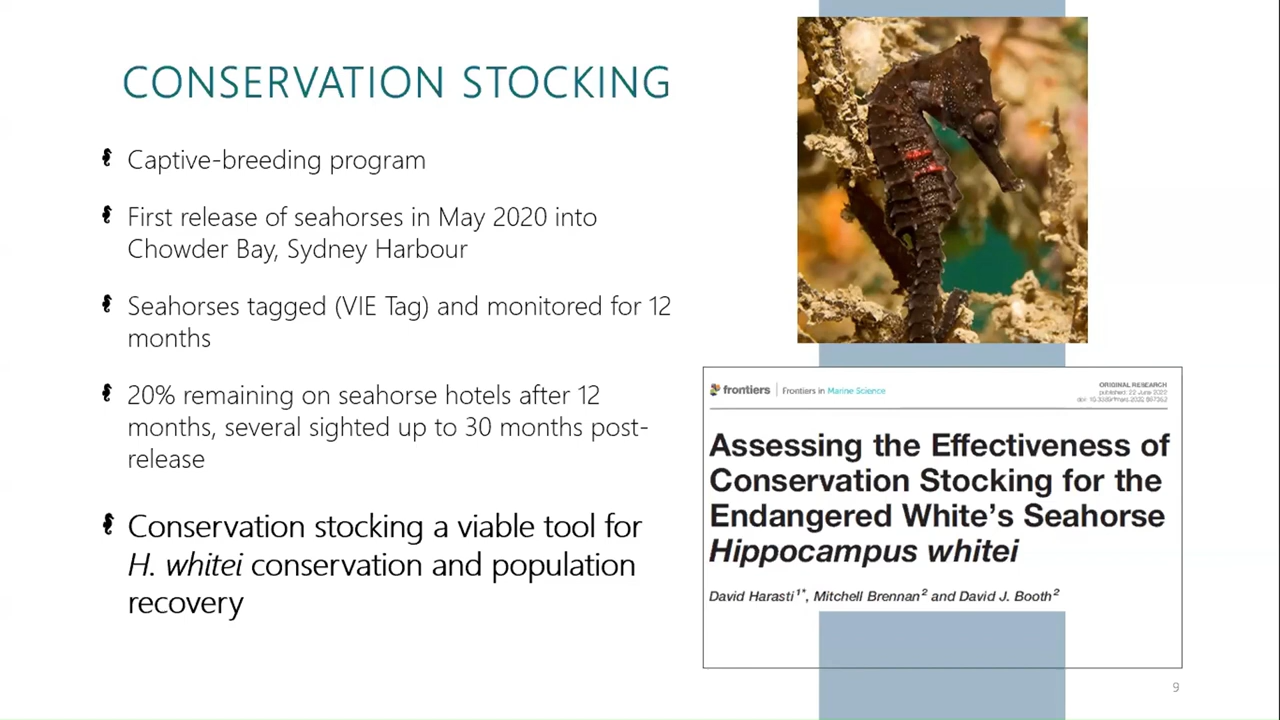 CONSERVATION STOCKING
Captive-breeding program
First release of seahorses in May 2020 into
Chowder Bay, Sydney Harbour
Seahorses tagged (VIE Tag) and monitored for 12
months
20% remaining on seahorse hotels after 12
months, several sighted up to 30 months post-
release
Conservation stocking a viable tool for
H. whitei conservation and population
recovery
frontiers | Frontiers in Marine Science
ORIGINAL RESEARCH
published: 22 June 2022
Assessing the Effectiveness of
Conservation Stocking for the
Endangered White's Seahorse
Hippocampus whitei
David Harasti1*, Mitchell Brennan2 and David J. Booth2
9